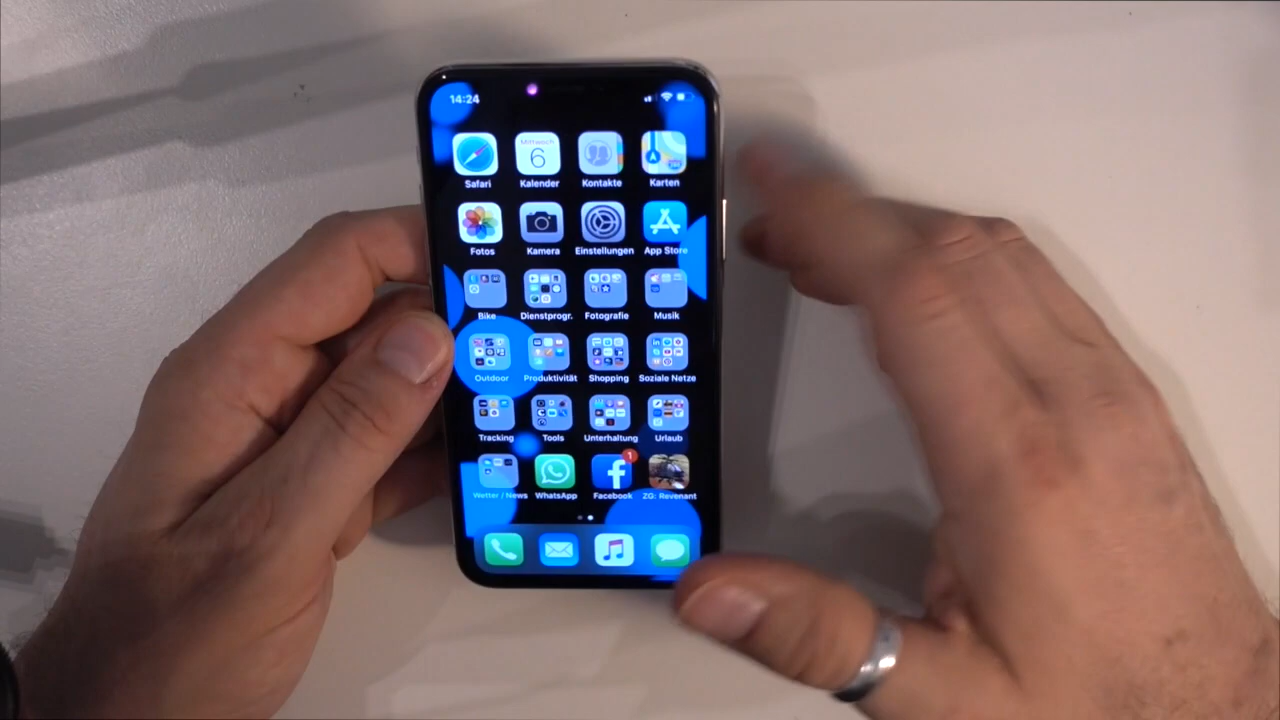 14:24
Mittwoch
6
Safari Kalender Kontakte Karten
Fotos Kamera Einstellungen App Store
Bike Dienstprogr. Fotografie Musik
Outdoor Produktivität Shopping Soziale Netze
Tracking Tools Unterhaltung Urlaub
1
Wetter / News WhatsApp Facebook ZG: Revenant